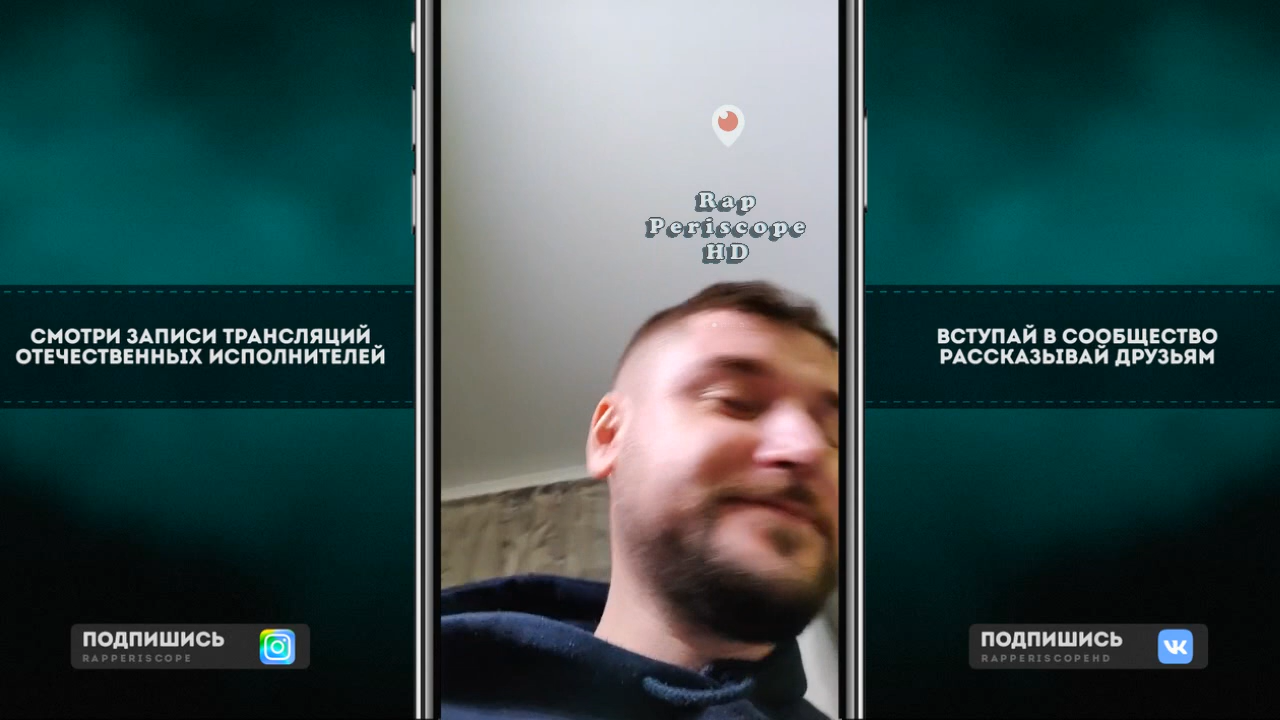 Rap
Periscope
HD
СМОТРИ ЗАПИСИ ТРАНСЛЯЦИЙ
ОТЕЧЕСТВЕННЫХ ИСПОЛНИТЕЛЕЙ
ВСТУПАЙ В СООБЩЕСТВО
РАССКАЗЫВАЙ ДРУЗЬЯМ
ПОДПИШИСЬ
RAPPERISCOPE
ПОДПИШИСЬ
RAPPERISCOPEHD